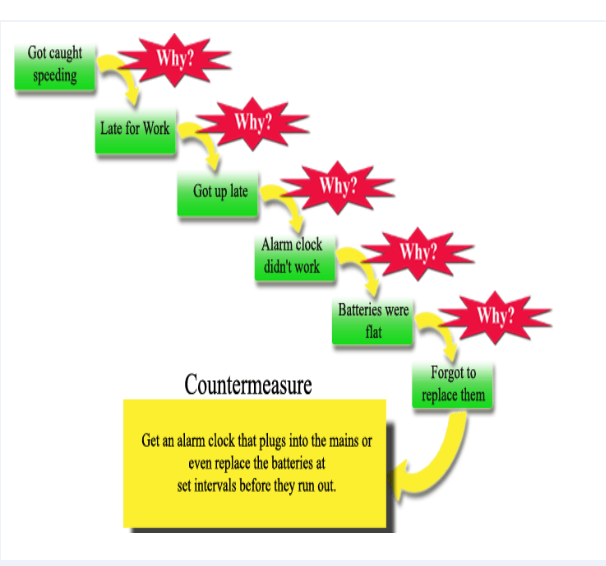 Got caught
speeding
Why?
Late for Work
Why?
Got up late
Why?
Alarm clock
didn't work
Why?
Batteries were
flat
Why?
Forgot to
replace them
Countermeasure
Get an alarm clock that plugs into the mains or
even replace the batteries at
set intervals before they run out.